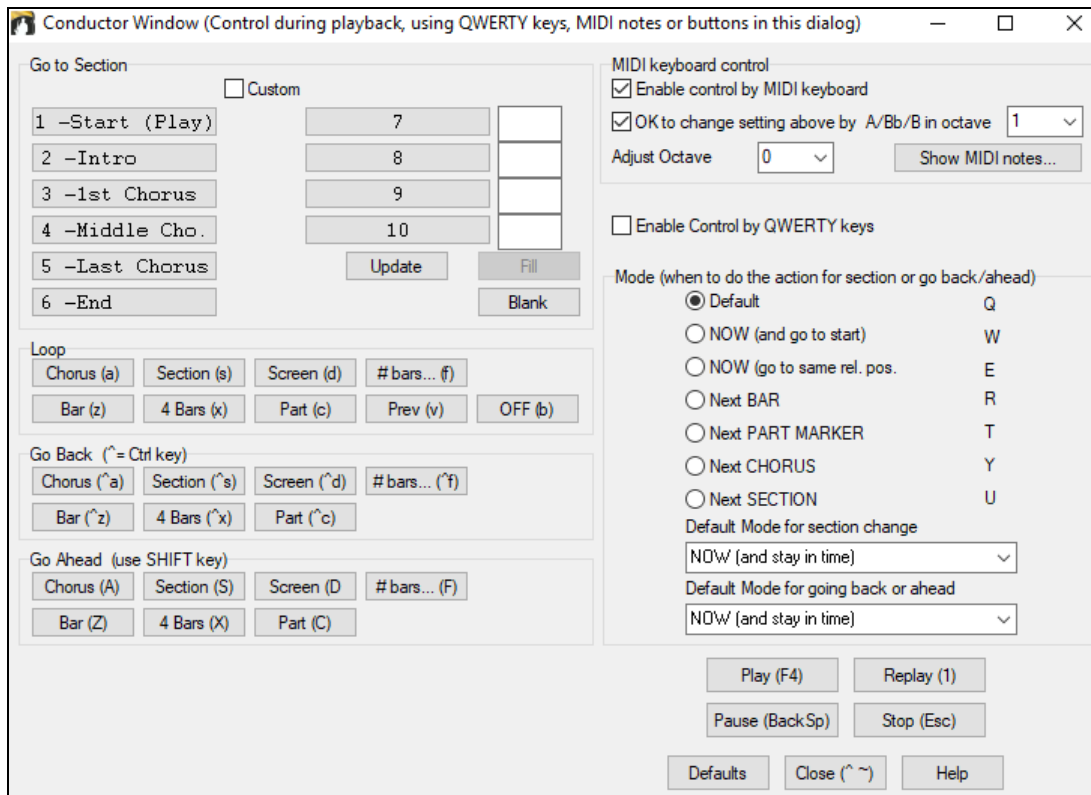 Conductor Window (Control during playback, using QWERTY keys, MIDI notes or buttons in this dialog)
Go to Section
Custom
1 -Start (Play)
7
2 -Intro
8
3 -1st Chorus
9
4 -Middle Cho.
10
5 -Last Chorus
Update
Fill
6 -End
Blank
Loop
Chorus (a)
Section (s)
Screen (d)
# bars... (f)
Bar (z)
4 Bars (x)
Part (c)
Prev (v)
OFF (b)
Go Back (^= Ctrl key)
Chorus (^a)
Section (^s)
Screen (^d)
# bars... (^f)
Bar (^z)
4 Bars (^x)
Part (^c)
Go Ahead (use SHIFT key)
Chorus (A)
Section (S)
Screen (D
# bars... (F)
Bar (Z)
4 Bars (X)
Part (C)
MIDI keyboard control
Enable control by MIDI keyboard
OK to change setting above by A/Bb/B in octave 1
Adjust Octave 0
Show MIDI notes...
Enable Control by QWERTY keys
Mode (when to do the action for section or go back/ahead)
Default Q
NOW (and go to start) W
NOW (go to same rel. pos. E
Next BAR R
Next PART MARKER T
Next CHORUS Y
Next SECTION U
Default Mode for section change
NOW (and stay in time)
Default Mode for going back or ahead
NOW (and stay in time)
Play (F4)
Replay (1)
Pause (BackSp)
Stop (Esc)
Defaults
Close (^ ~)
Help